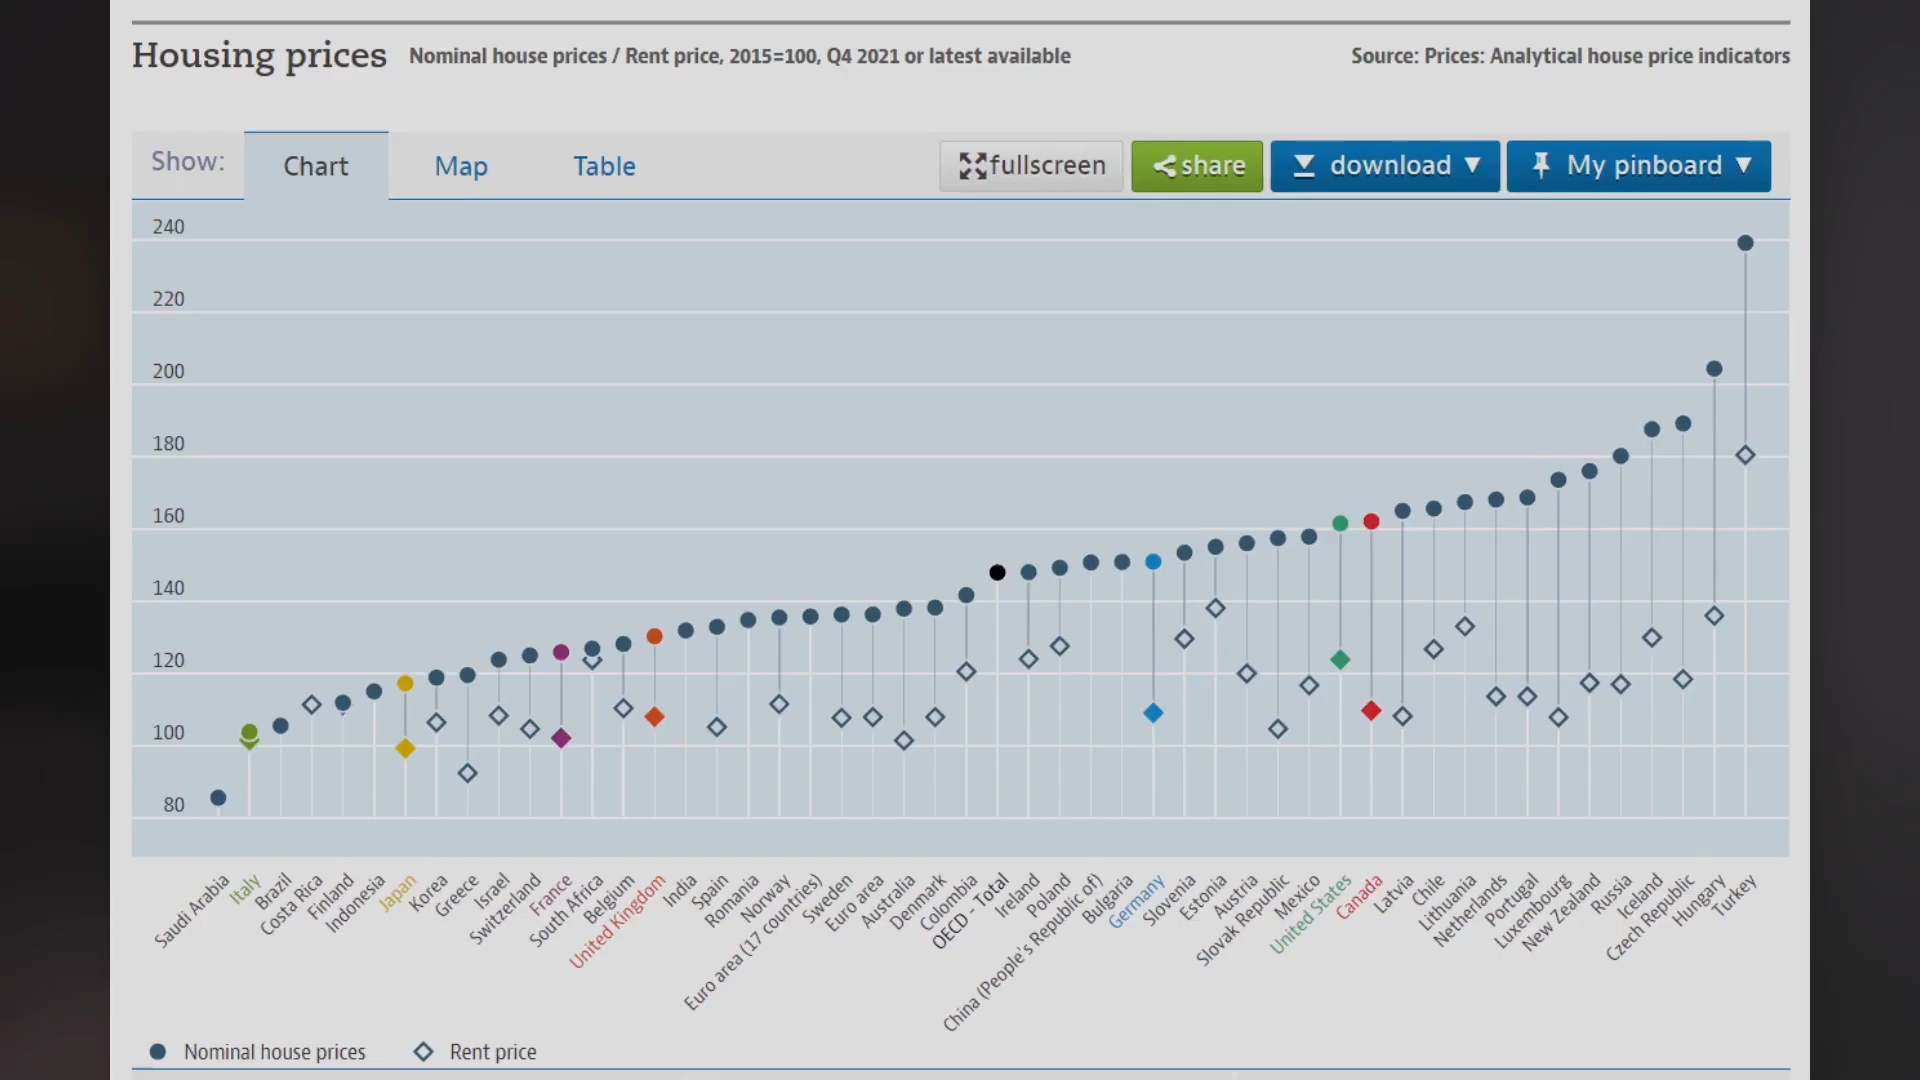 Housing prices Nominal house prices / Rent price, 2015=100, Q4 2021 or latest available Source: Prices: Analytical house price indicators
Show: Chart Map Table fullscreen share download ▼ My pinboard ▼
240
220
200
180
160
140
120
100
80
Saudi Arabia
Italy
Brazil
Costa Rica
Finland
Indonesia
Japan
Korea
Greece
Israel
Switzerland
France
South Africa
Belgium
United Kingdom
India
Spain
Romania
Norway
Euro area (17 countries)
Sweden
Euro area
Australia
Denmark
Colombia
OECD - Total
Ireland
Poland
China (People's Republic of)
Bulgaria
Germany
Slovenia
Estonia
Austria
Slovak Republic
Mexico
United States
Canada
Latvia
Chile
Lithuania
Netherlands
Portugal
Luxembourg
New Zealand
Russia
Iceland
Czech Republic
Hungary
Turkey
Nominal house prices Rent price